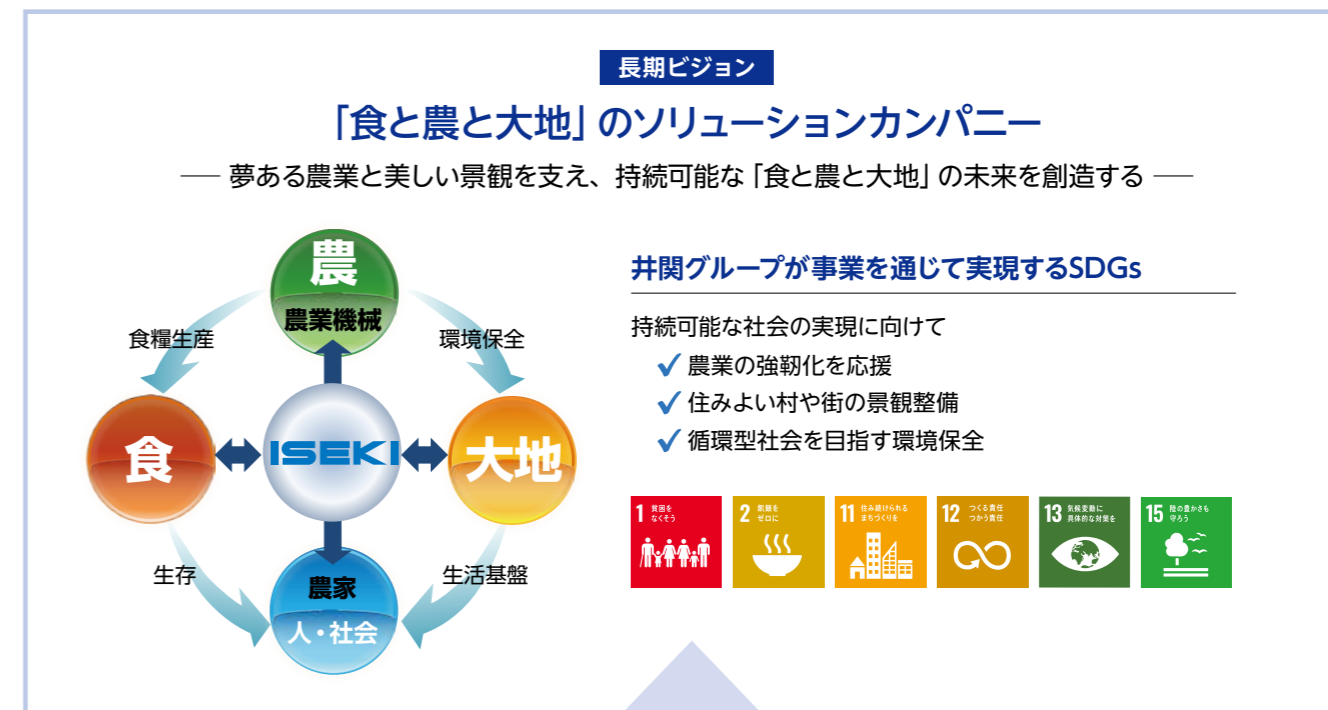 長期ビジョン
「食と農と大地」のソリューションカンパニー
― 夢ある農業と美しい景観を支え、持続可能な「食と農と大地」の未来を創造する ―
農
農業機械
食糧生産
環境保全
食
ISEKI
大地
生存
生活基盤
農家
人・社会
井関グループが事業を通じて実現するSDGs
持続可能な社会の実現に向けて
✓ 農業の強靭化を応援
✓ 住みよい村や街の景観整備
✓ 循環型社会を目指す環境保全
1 貧困を
なくそう
2 飢餓を
ゼロに
11 住み続けられる
まちづくりを
12 つくる責任
つかう責任
13 気候変動に
具体的な対策を
15 陸の豊かさも
守ろう